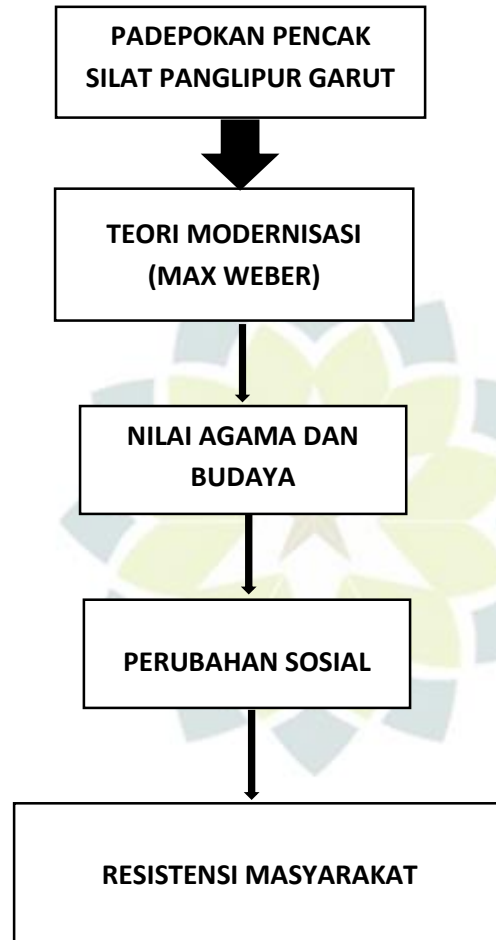 PADEPOKAN PENCAK
SILAT PANGLIPUR GARUT
TEORI MODERNISASI
(MAX WEBER)
NILAI AGAMA DAN
BUDAYA
PERUBAHAN SOSIAL
RESISTENSI MASYARAKAT